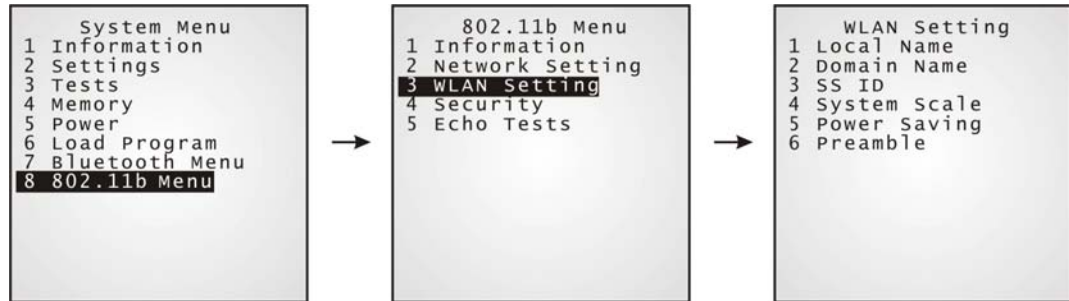 System Menu
1 Information
2 Settings
3 Tests
4 Memory
5 Power
6 Load Program
7 Bluetooth Menu
8 802.11b Menu
802.11b Menu
1 Information
2 Network Setting
3 WLAN Setting
4 Security
5 Echo Tests
WLAN Setting
1 Local Name
2 Domain Name
3 SS ID
4 System Scale
5 Power Saving
6 Preamble